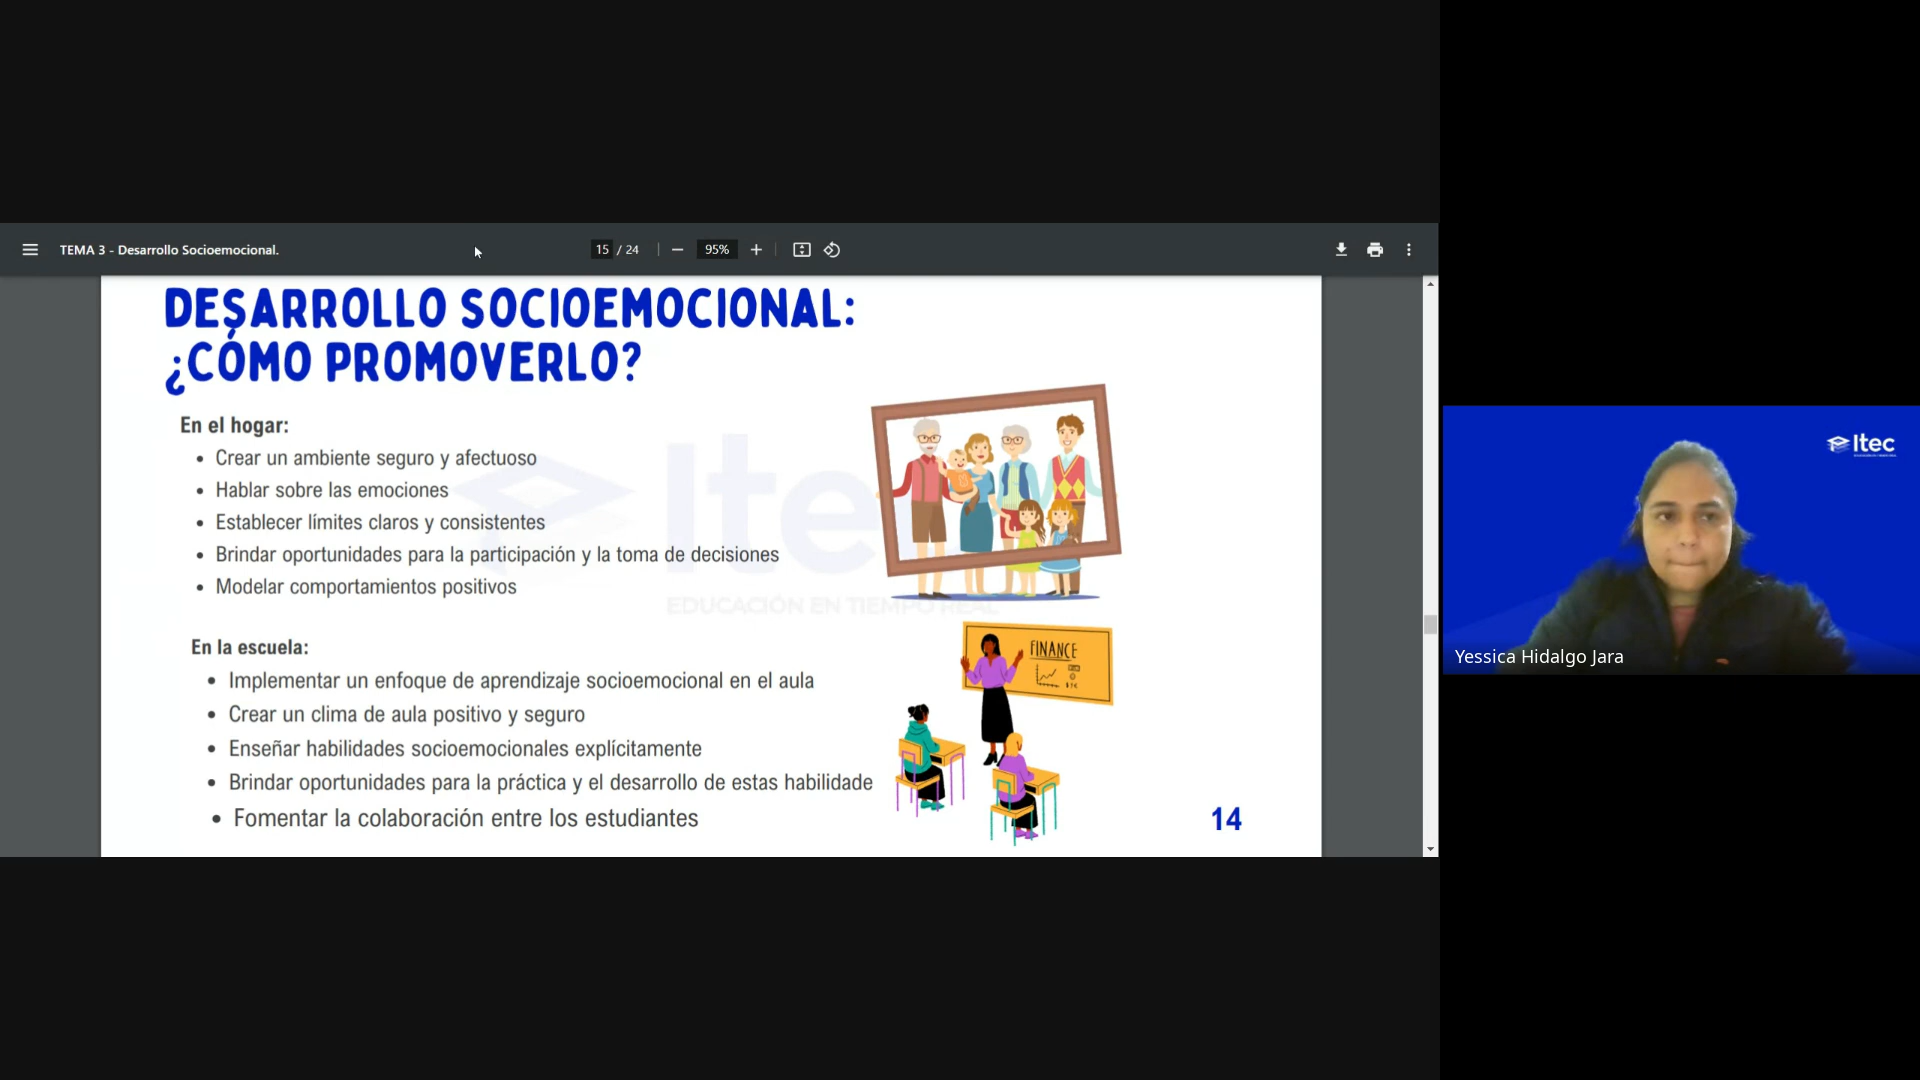 TEMA 3 - Desarrollo Socioemocional.
15 / 24
95%
DESARROLLO SOCIOEMOCIONAL:
¿CÓMO PROMOVERLO?
En el hogar:
• Crear un ambiente seguro y afectuoso
• Hablar sobre las emociones
• Establecer límites claros y consistentes
• Brindar oportunidades para la participación y la toma de decisiones
• Modelar comportamientos positivos
Itec
EDUCACIÓN EN TIEMPO REAL
En la escuela:
• Implementar un enfoque de aprendizaje socioemocional en el aula
• Crear un clima de aula positivo y seguro
• Enseñar habilidades socioemocionales explícitamente
• Brindar oportunidades para la práctica y el desarrollo de estas habilidade
• Fomentar la colaboración entre los estudiantes
FINANCE
14
Itec
Yessica Hidalgo Jara